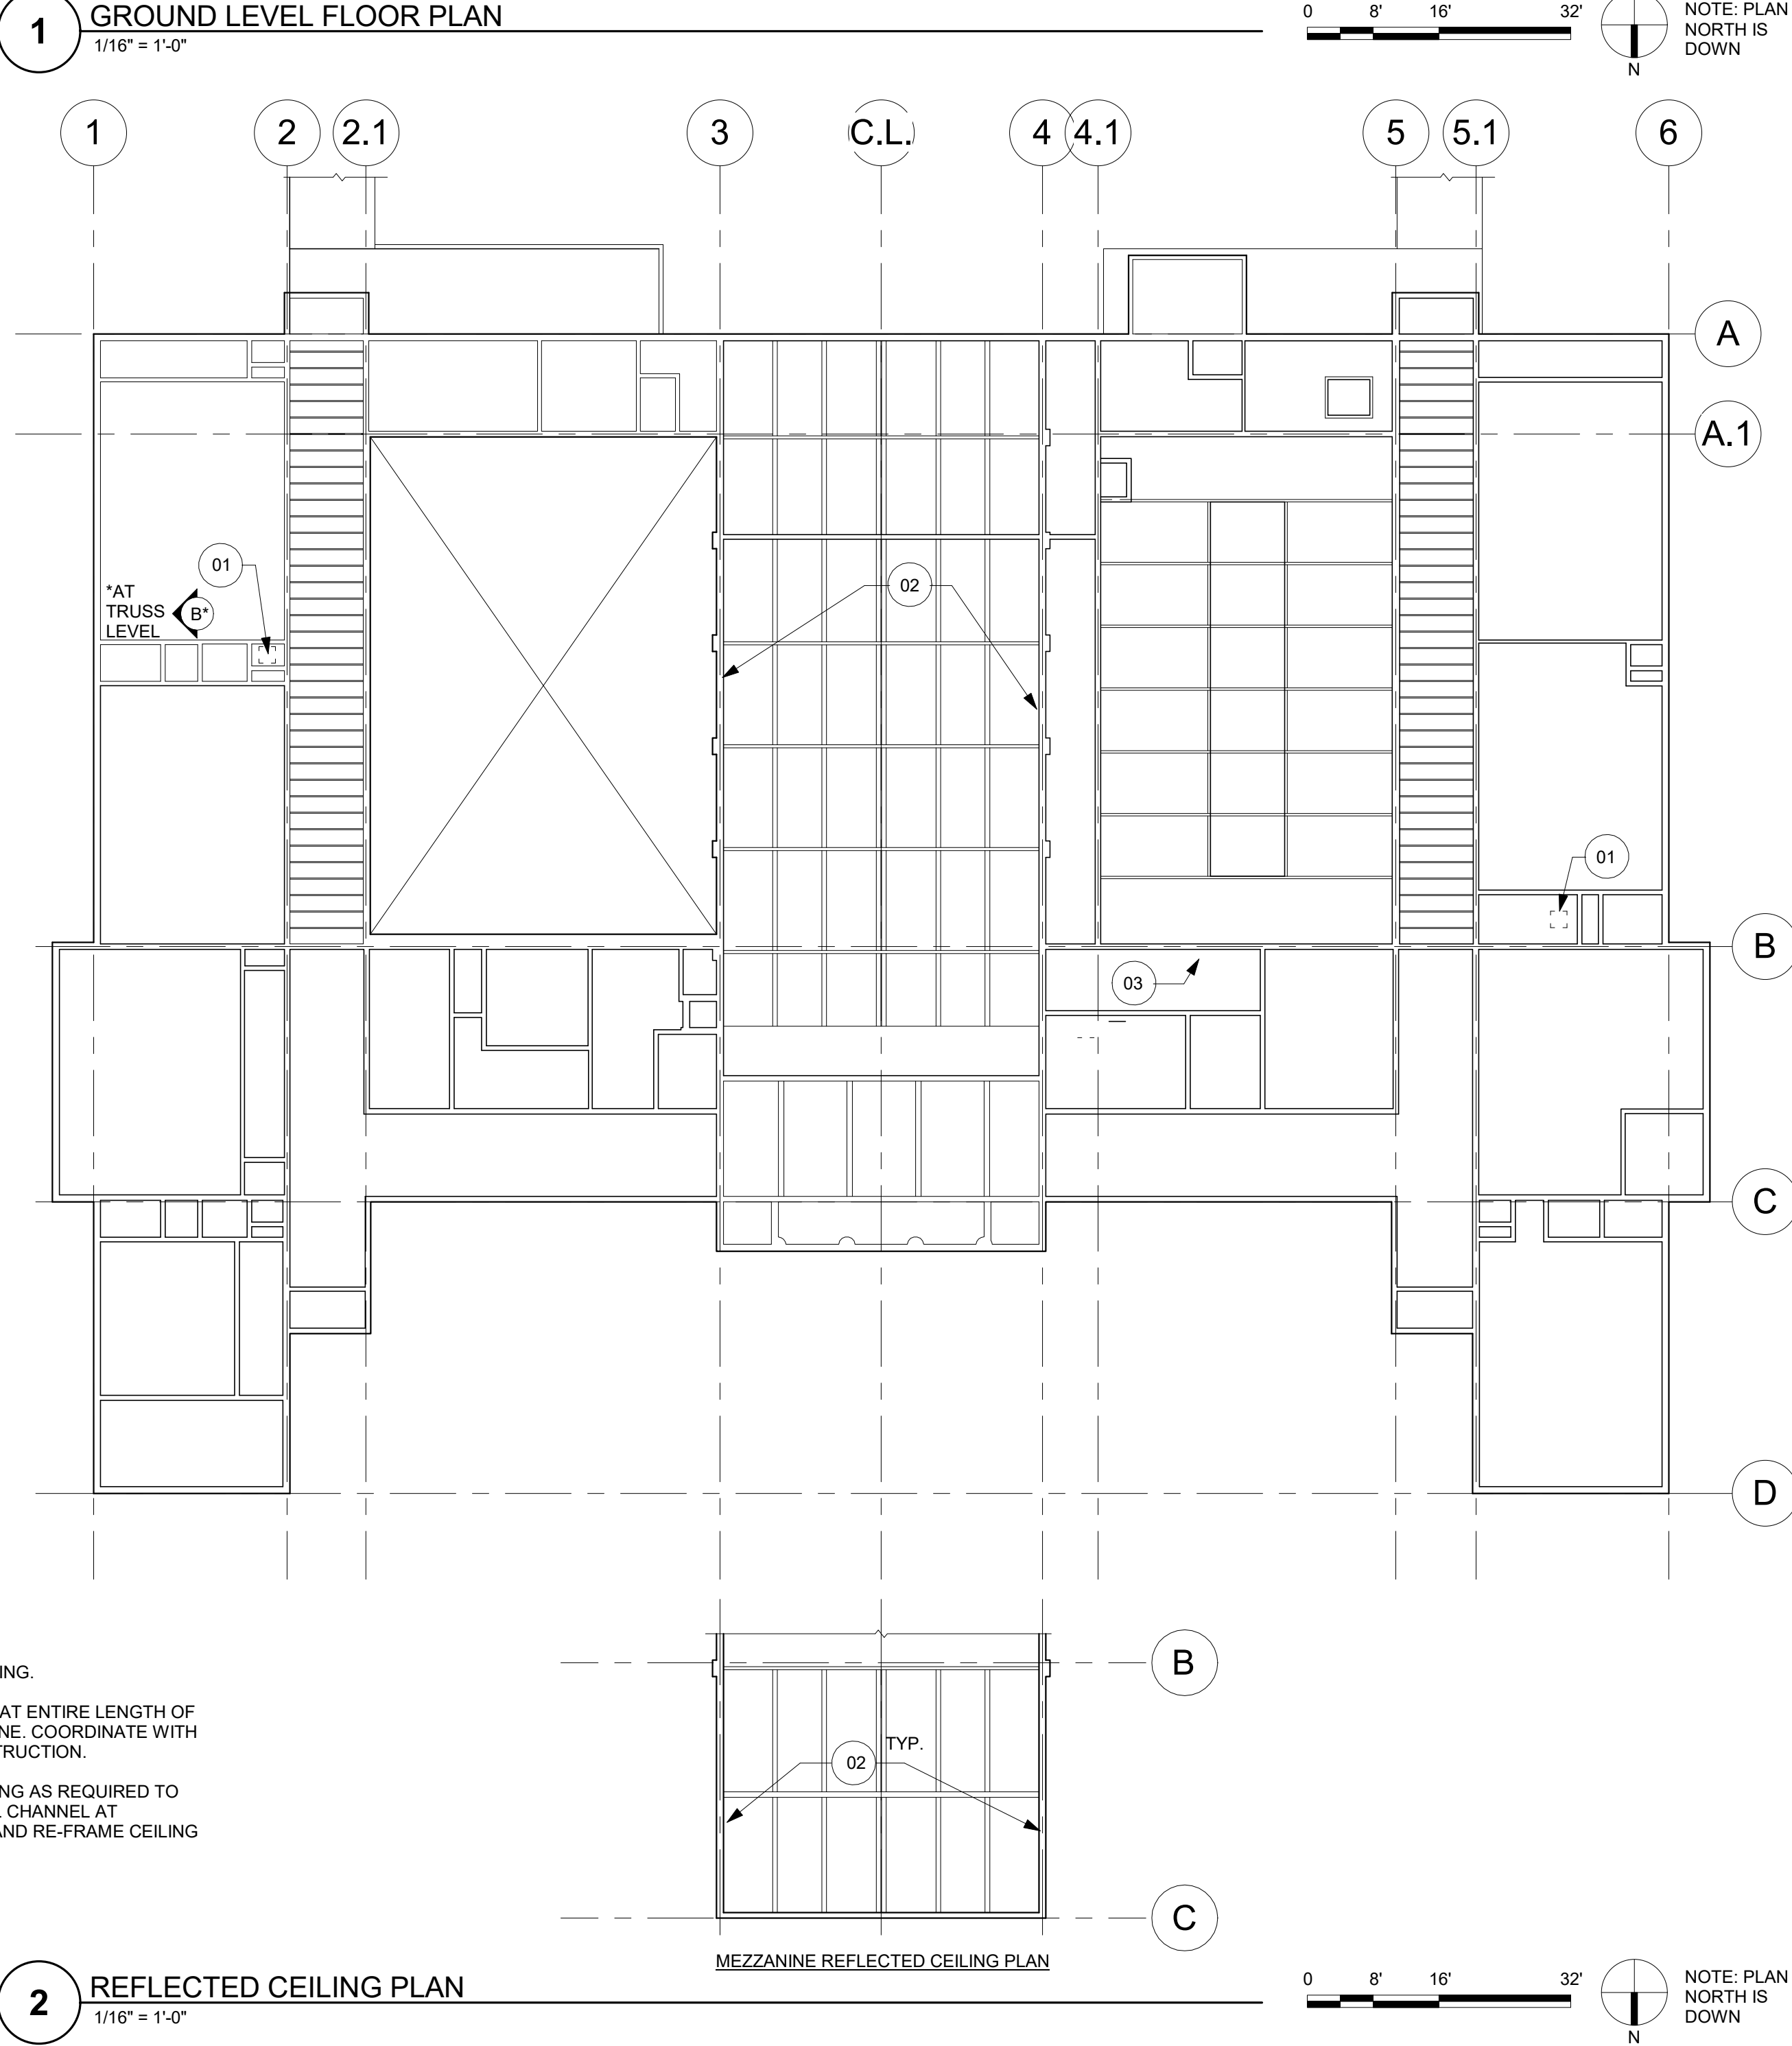 1
GROUND LEVEL FLOOR PLAN
1/16" = 1'-0"
0 8' 16' 32'
N
NOTE: PLAN
NORTH IS
DOWN
1 2 2.1 3 C.L. 4 4.1 5 5.1 6
A
A.1
01
*AT
TRUSS
LEVEL
B*
02
01
B
03
C
D
B
ING.
AT ENTIRE LENGTH OF
NE. COORDINATE WITH
TRUCTION.
NG AS REQUIRED TO
CHANNEL AT
AND RE-FRAME CEILING
TYP.
02
C
MEZZANINE REFLECTED CEILING PLAN
2
REFLECTED CEILING PLAN
1/16" = 1'-0"
0 8' 16' 32'
N
NOTE: PLAN
NORTH IS
DOWN